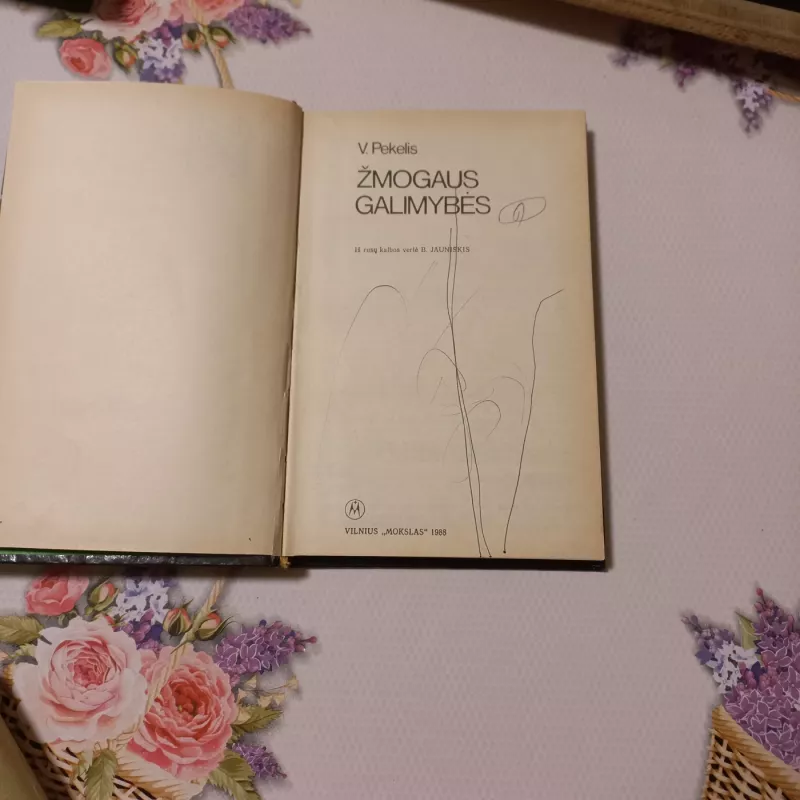 V. Pekelis
ŽMOGAUS
GALIMYBĖS
Iš rusų kalbos vertė B. JAUNIŠKIS
VILNIUS „MOKSLAS“ 1988